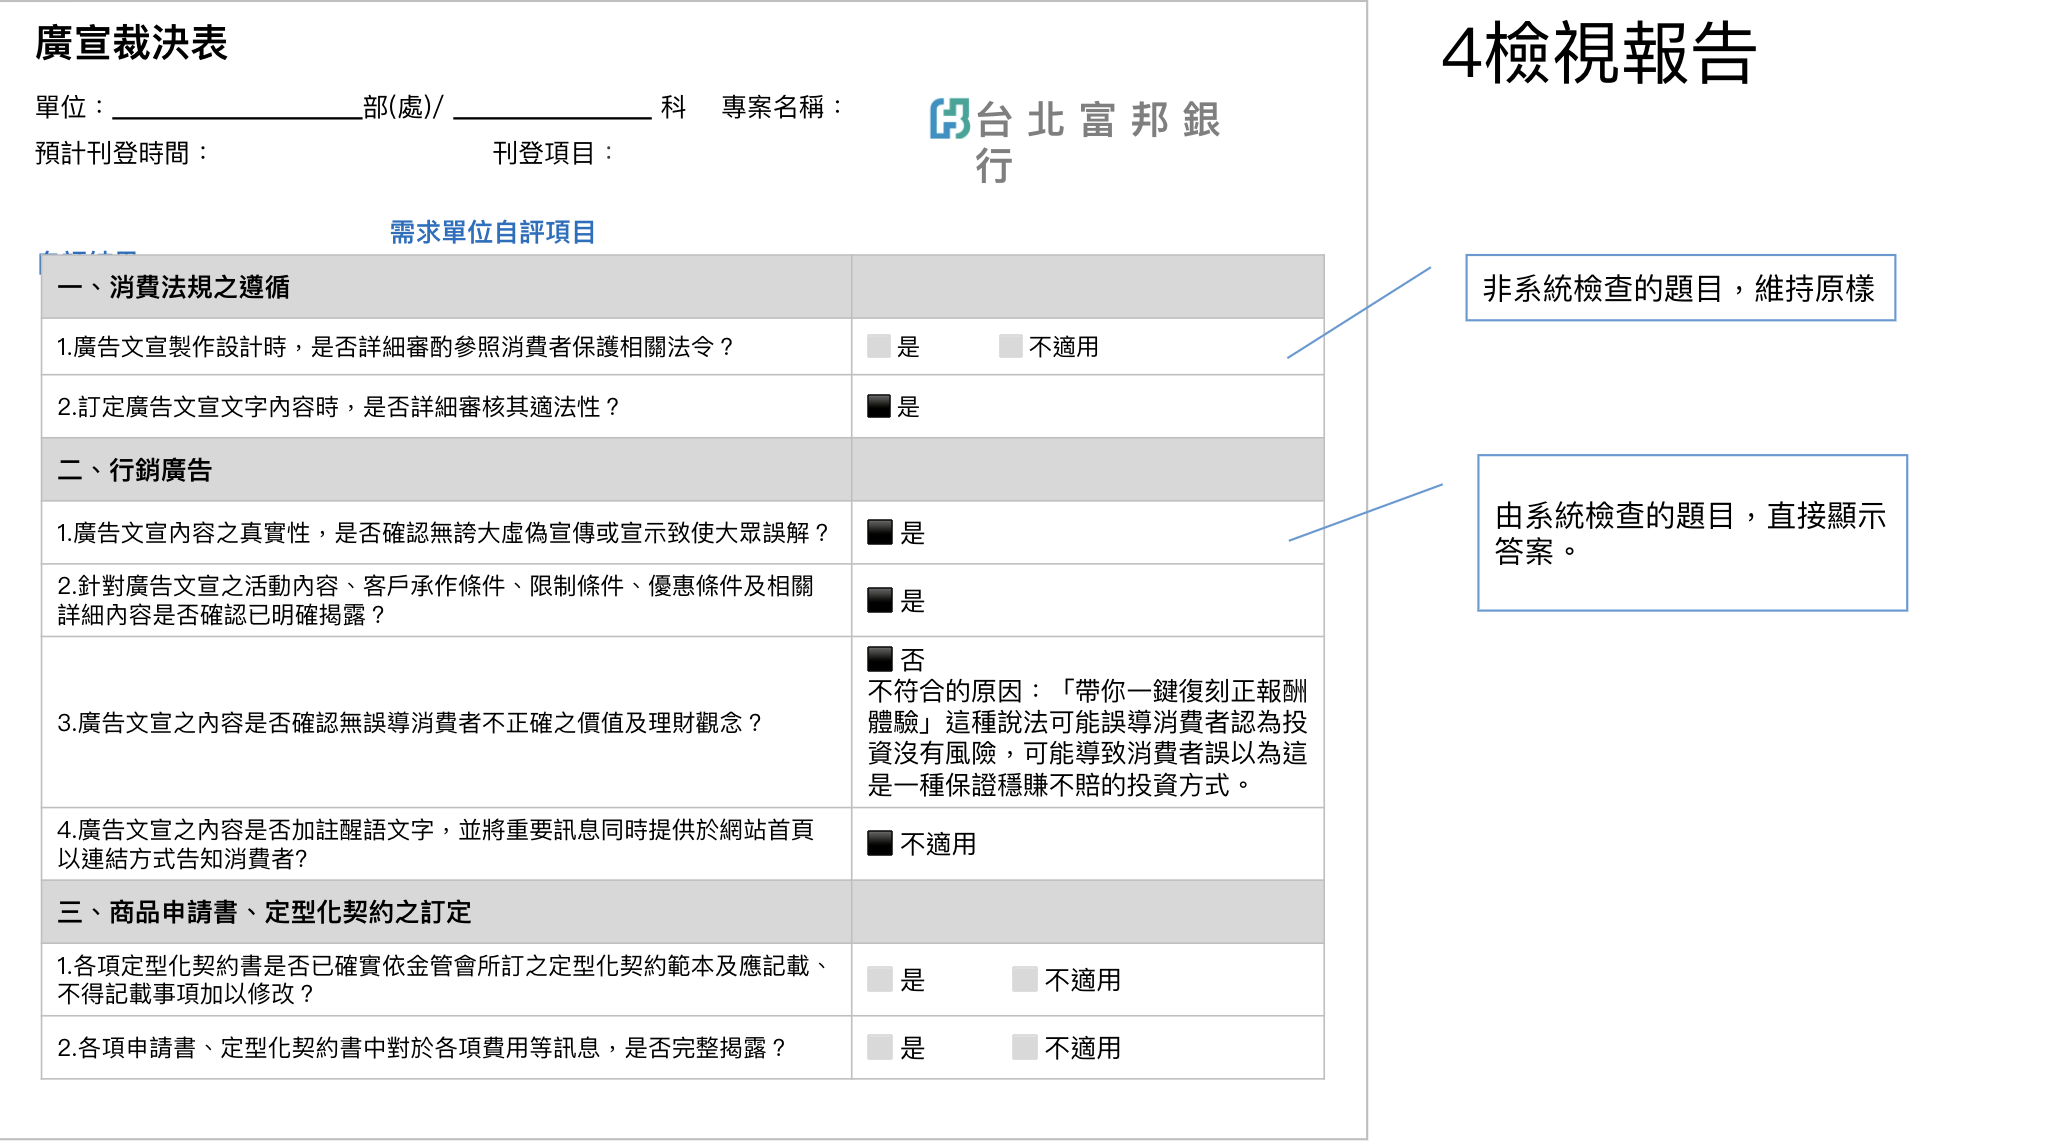 廣宣裁決表
4檢視報告
單位：__________________部(處)/ ______________ 科 專案名稱：
台北富邦銀
行
預計刊登時間： 刊登項目：
需求單位自評項目
一、消費法規之遵循
非系統檢查的題目，維持原樣
1.廣告文宣製作設計時，是否詳細審酌參照消費者保護相關法令？
是 不適用
2.訂定廣告文宣文字內容時，是否詳細審核其適法性？
是
二、行銷廣告
由系統檢查的題目，直接顯示
答案。
1.廣告文宣內容之真實性，是否確認無誇大虛偽宣傳或宣示致使大眾誤解？
是
2.針對廣告文宣之活動內容、客戶承作條件、限制條件、優惠條件及相關
詳細內容是否確認已明確揭露？
是
3.廣告文宣之內容是否確認無誤導消費者不正確之價值及理財觀念？
否
不符合的原因：「帶你一鍵復刻正報酬
體驗」這種說法可能誤導消費者認為投
資沒有風險，可能導致消費者誤以為這
是一種保證穩賺不賠的投資方式。
4.廣告文宣之內容是否加註醒語文字，並將重要訊息同時提供於網站首頁
以連結方式告知消費者?
不適用
三、商品申請書、定型化契約之訂定
1.各項定型化契約書是否已確實依金管會所訂之定型化契約範本及應記載、
不得記載事項加以修改？
是 不適用
2.各項申請書、定型化契約書中對於各項費用等訊息，是否完整揭露？
是 不適用